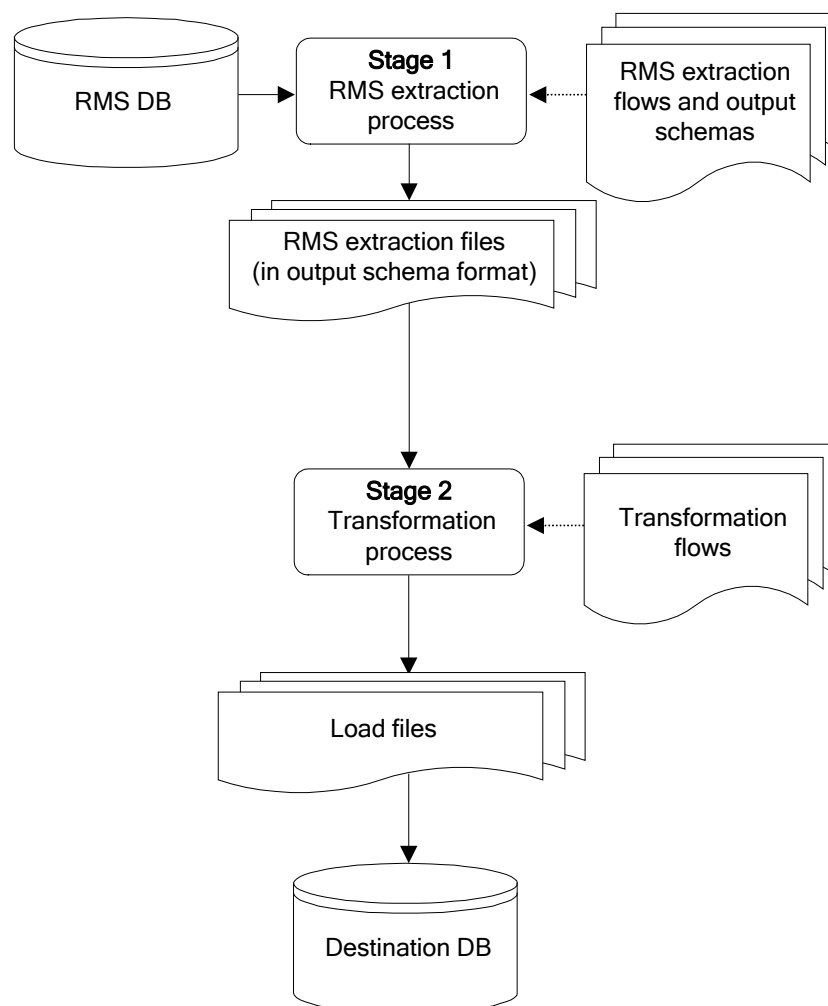 RMS DB
Stage 1
RMS extraction
process
RMS extraction
flows and output
schemas
RMS extraction files
(in output schema format)
Stage 2
Transformation
process
Transformation
flows
Load files
Destination DB